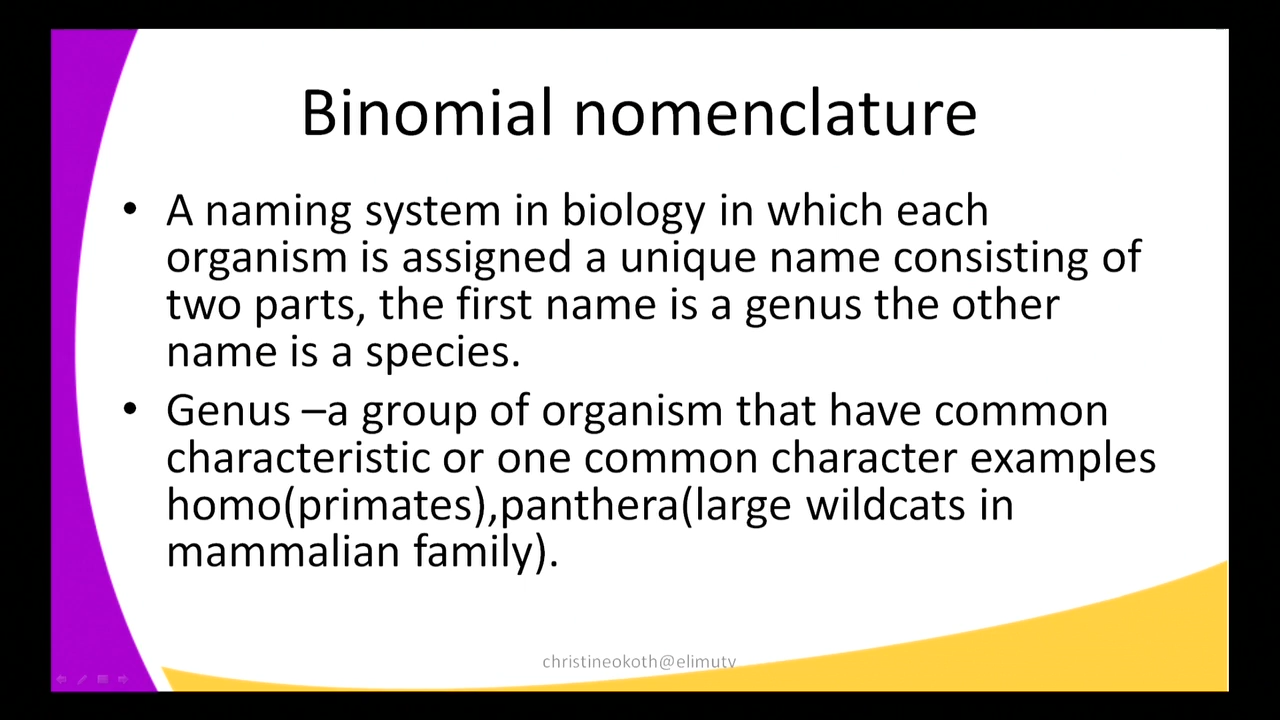 Binomial nomenclature
• A naming system in biology in which each
organism is assigned a unique name consisting of
two parts, the first name is a genus the other
name is a species.
• Genus –a group of organism that have common
characteristic or one common character examples
homo(primates),panthera(large wildcats in
mammalian family).
christineokoth@elimutv